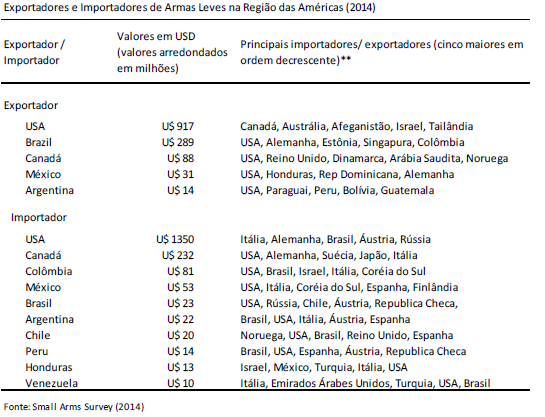 Exportadores e Importadores de Armas Leves na Região das Américas (2014)
Exportador / Importador Valores em USD (valores arredondados em milhões) Principais importadores/ exportadores (cinco maiores em ordem decrescente)**
Exportador
USA U$ 917 Canadá, Austrália, Afeganistão, Israel, Tailândia
Brazil U$ 289 USA, Alemanha, Estônia, Singapura, Colômbia
Canadá U$ 88 USA, Reino Unido, Dinamarca, Arábia Saudita, Noruega
México U$ 31 USA, Honduras, Rep Dominicana, Alemanha
Argentina U$ 14 USA, Paraguai, Peru, Bolívia, Guatemala
Importador
USA U$ 1350 Itália, Alemanha, Brasil, Áustria, Rússia
Canadá U$ 232 USA, Alemanha, Suécia, Japão, Itália
Colômbia U$ 81 USA, Brasil, Israel, Itália, Coréia do Sul
México U$ 53 USA, Itália, Coréia do Sul, Espanha, Finlândia
Brasil U$ 23 USA, Rússia, Chile, Áustria, Republica Checa,
Argentina U$ 22 Brasil, USA, Itália, Áustria, Espanha
Chile U$ 20 Noruega, USA, Brasil, Reino Unido, Espanha
Peru U$ 14 Brasil, USA, Espanha, Áustria, Republica Checa
Honduras U$ 13 Israel, México, Turquia, Itália, USA
Venezuela U$ 10 Itália, Emirados Árabes Unidos, Turquia, USA, Brasil
Fonte: Small Arms Survey (2014)